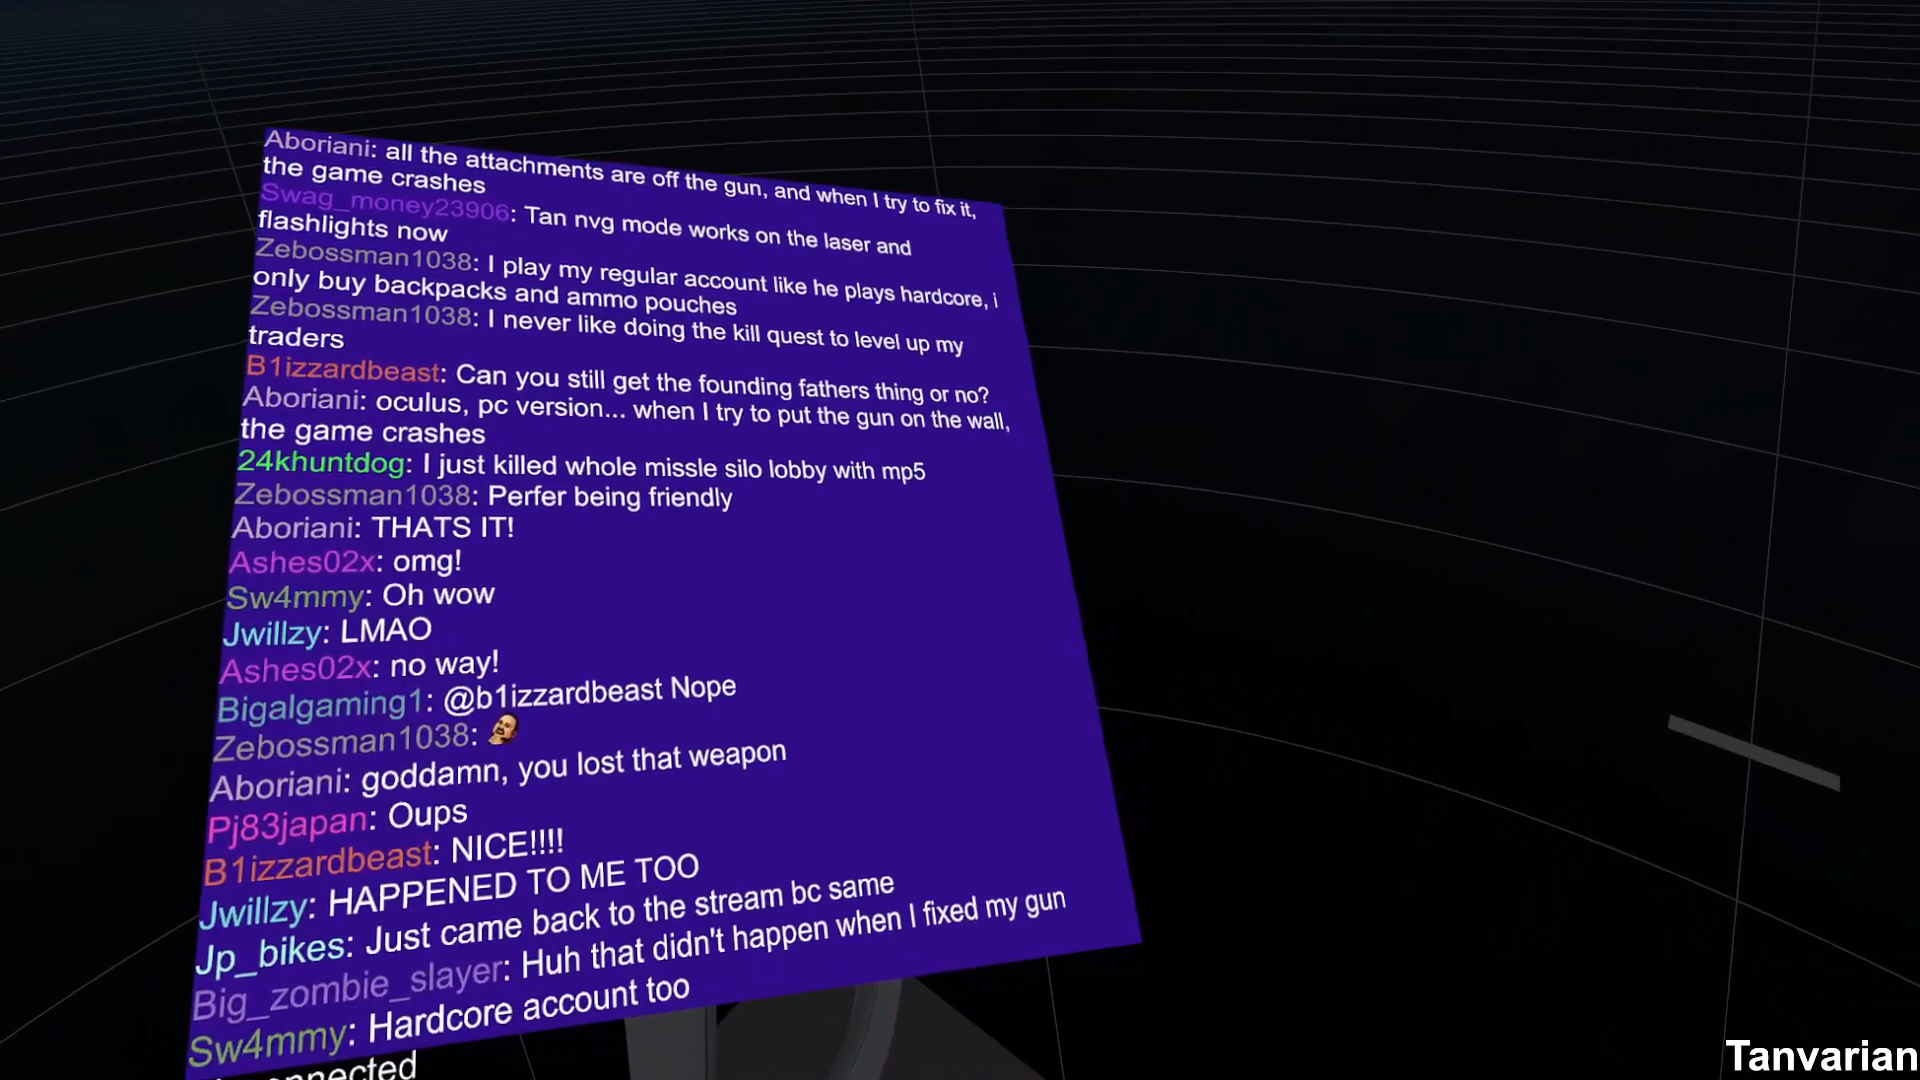 Aboriani: all the attachments are off the gun, and when I try to fix it,
the game crashes
Swag_money23906: Tan nvg mode works on the laser and
flashlights now
Zebossman1038: I play my regular account like he plays hardcore, i
only buy backpacks and ammo pouches
Zebossman1038: I never like doing the kill quest to level up my
traders
B1izzardbeast: Can you still get the founding fathers thing or no?
Aboriani: oculus, pc version... when I try to put the gun on the wall,
the game crashes
24khuntdog: I just killed whole missle silo lobby with mp5
Zebossman1038: Perfer being friendly
Aboriani: THATS IT!
Ashes02x: omg!
Sw4mmy: Oh wow
Jwillzy: LMAO
Ashes02x: no way!
Bigalgaming1: @b1izzardbeast Nope
Zebossman1038:
Aboriani: goddamn, you lost that weapon
Pj83japan: Oups
B1izzardbeast: NICE!!!!
Jwillzy: HAPPENED TO ME TOO
Jp_bikes: Just came back to the stream bc same
Big_zombie_slayer: Huh that didn't happen when I fixed my gun
Sw4mmy: Hardcore account too
Tanvarian